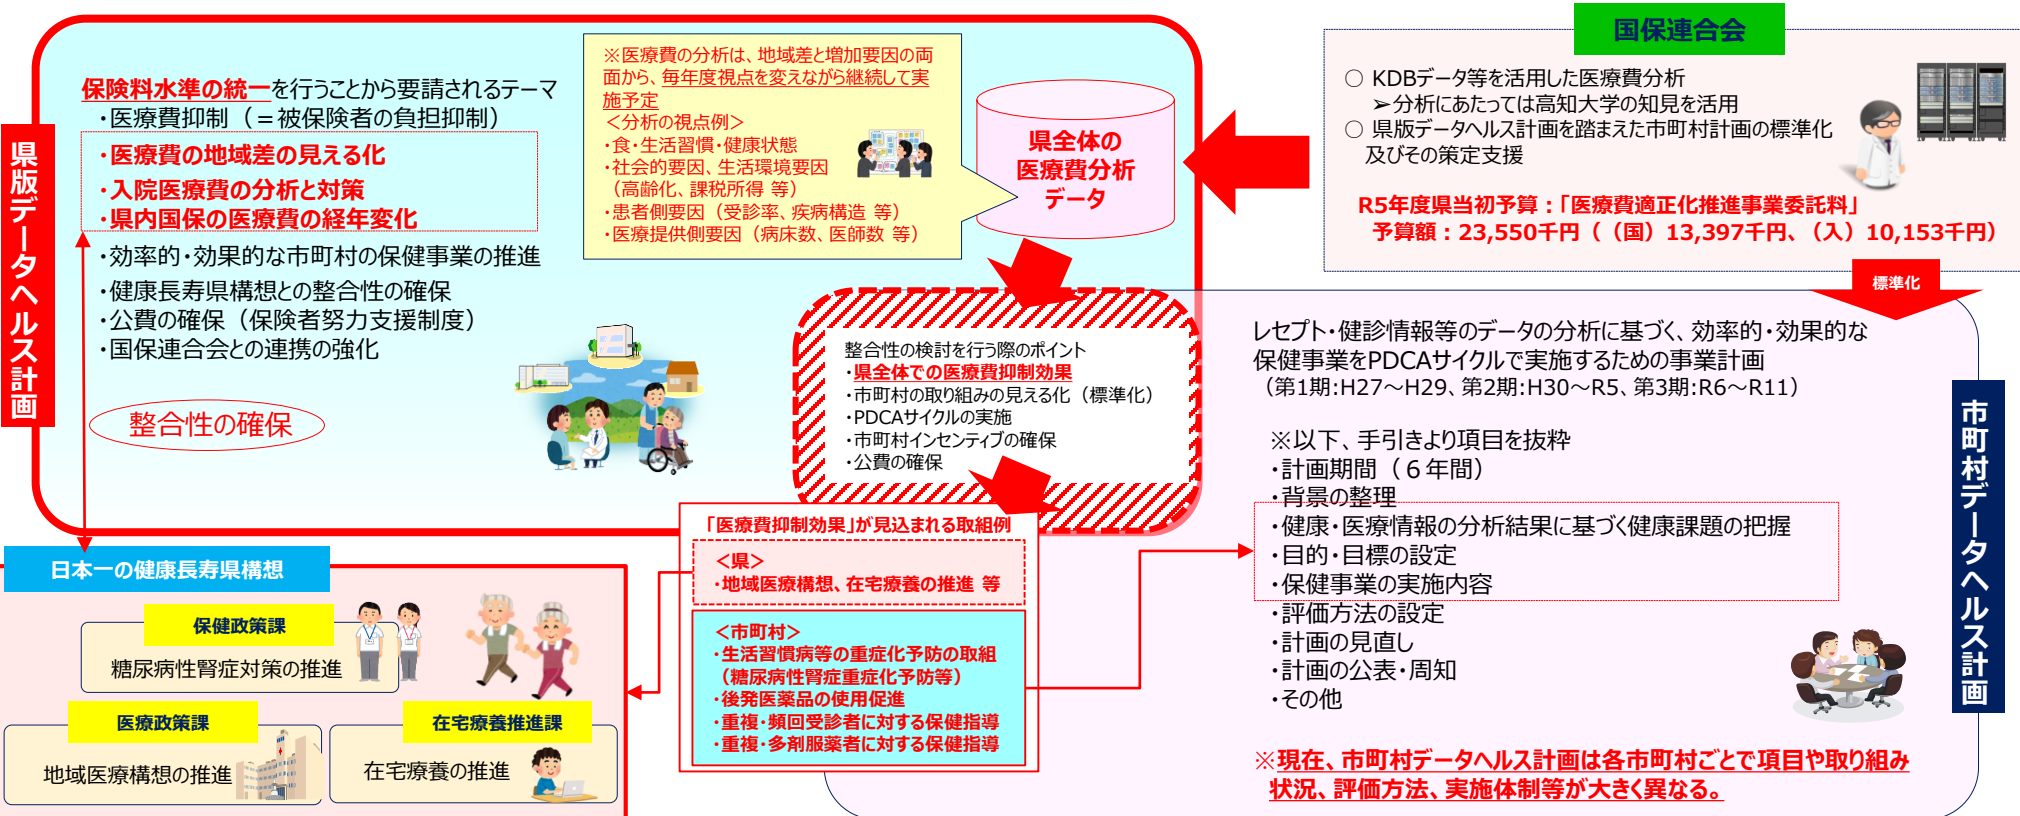 県版データヘルス計画
保険料水準の統一を行うことから要請されるテーマ
・医療費抑制（＝被保険者の負担抑制）
・医療費の地域差の見える化
・入院医療費の分析と対策
・県内国保の医療費の経年変化
・効率的・効果的な市町村の保健事業の推進
・健康長寿県構想との整合性の確保
・公費の確保（保険者努力支援制度）
・国保連合会との連携の強化
整合性の確保
※医療費の分析は、地域差と増加要因の両
面から、毎年度視点を変えながら継続して実
施予定
＜分析の視点例＞
・食・生活習慣・健康状態
・社会的要因、生活環境要因
（高齢化、課税所得 等）
・患者側要因（受診率、疾病構造 等）
・医療提供側要因（病床数、医師数 等）
県全体の
医療費分析
データ
国保連合会
○ KDBデータ等を活用した医療費分析
➢分析にあたっては高知大学の知見を活用
○ 県版データヘルス計画を踏まえた市町村計画の標準化
及びその策定支援
R5年度県当初予算：「医療費適正化推進事業委託料」
予算額：23,550千円（（国）13,397千円、（入）10,153千円）
標準化
整合性の検討を行う際のポイント
・県全体での医療費抑制効果
・市町村の取り組みの見える化（標準化）
・PDCAサイクルの実施
・市町村インセンティブの確保
・公費の確保
レセプト・健診情報等のデータの分析に基づく、効率的・効果的な
保健事業をPDCAサイクルで実施するための事業計画
（第1期:H27～H29、第2期:H30～R5、第3期:R6～R11）
※以下、手引きより項目を抜粋
・計画期間（６年間）
・背景の整理
・健康・医療情報の分析結果に基づく健康課題の把握
・目的・目標の設定
・保健事業の実施内容
・評価方法の設定
・計画の見直し
・計画の公表・周知
・その他
※現在、市町村データヘルス計画は各市町村ごとで項目や取り組み
状況、評価方法、実施体制等が大きく異なる。
市町村データヘルス計画
「医療費抑制効果」が見込まれる取組例
＜県＞
・地域医療構想、在宅療養の推進 等
＜市町村＞
・生活習慣病等の重症化予防の取組
（糖尿病性腎症重症化予防等）
・後発医薬品の使用促進
・重複・頻回受診者に対する保健指導
・重複・多剤服薬者に対する保健指導
日本一の健康長寿県構想
保健政策課
糖尿病性腎症対策の推進
医療政策課
地域医療構想の推進
在宅療養推進課
在宅療養の推進